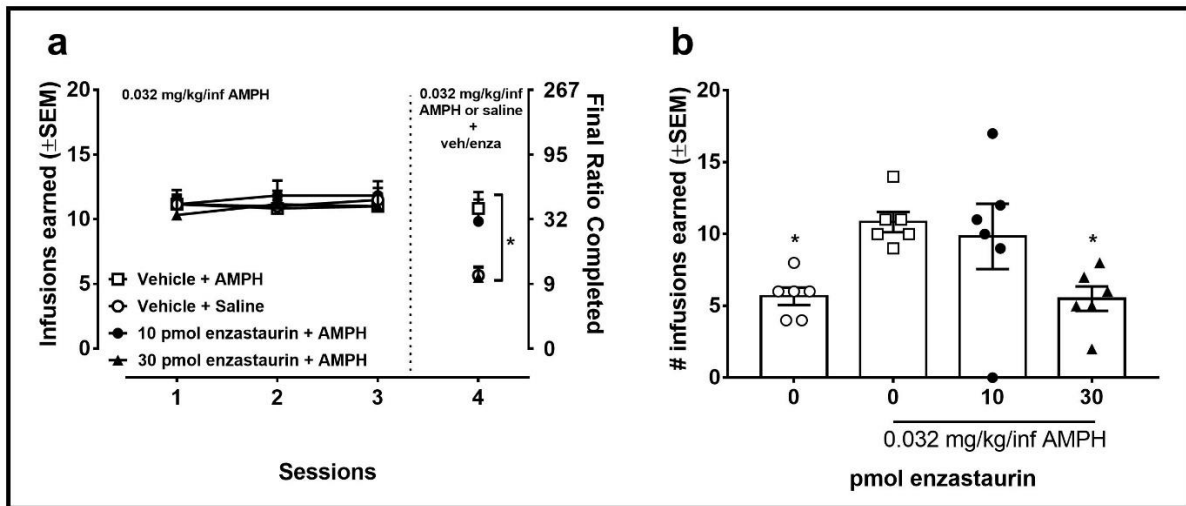 a
Infusions earned (±SEM)
20
15
10
5
0
0.032 mg/kg/inf AMPH
0.032 mg/kg/inf
AMPH or saline
+
veh/enza
*
Vehicle + AMPH
Vehicle + Saline
10 pmol enzastaurin + AMPH
30 pmol enzastaurin + AMPH
267
95
32
9
0
Final Ratio Completed
1 2 3 4
Sessions
b
# infusions earned (±SEM)
20
15
10
5
0
* *
0 0 10 30
0.032 mg/kg/inf AMPH
pmol enzastaurin